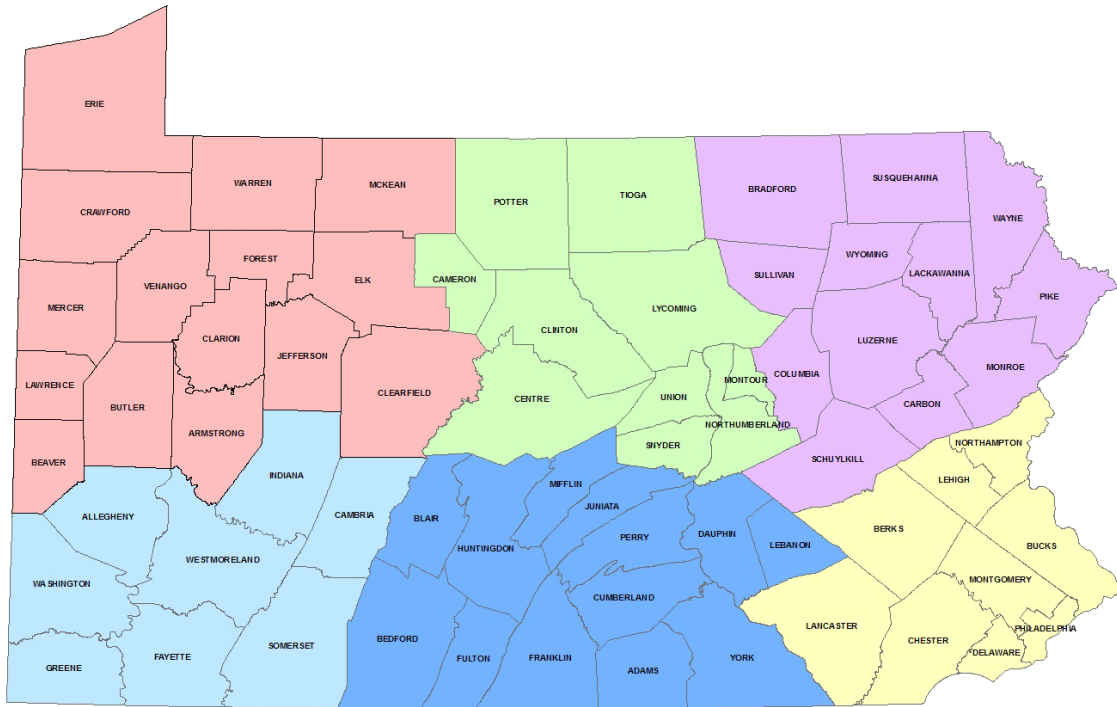 ERIE
WARREN
MCKEAN
POTTER
TIOGA
BRADFORD
SUSQUEHANNA
WAYNE
CRAWFORD
FOREST
VENANGO
ELK
CAMERON
SULLIVAN
WYOMING
LACKAWANNA
PIKE
MERCER
CLARION
JEFFERSON
CLINTON
LYCOMING
LUZERNE
MONROE
LAWRENCE
BUTLER
CLEARFIELD
CENTRE
UNION
MONTOUR
COLUMBIA
CARBON
BEAVER
ARMSTRONG
SNYDER
NORTHUMBERLAND
SCHUYLKILL
NORTHAMPTON
LEHIGH
INDIANA
ALLEGHENY
CAMBRIA
BLAIR
MIFFLIN
JUNIATA
HUNTINGDON
PERRY
DAUPHIN
LEBANON
BERKS
BUCKS
WASHINGTON
WESTMORELAND
CUMBERLAND
MONTGOMERY
LANCASTER
PHILADELPHIA
GREENE
FAYETTE
SOMERSET
BEDFORD
FULTON
FRANKLIN
ADAMS
YORK
CHESTER
DELAWARE